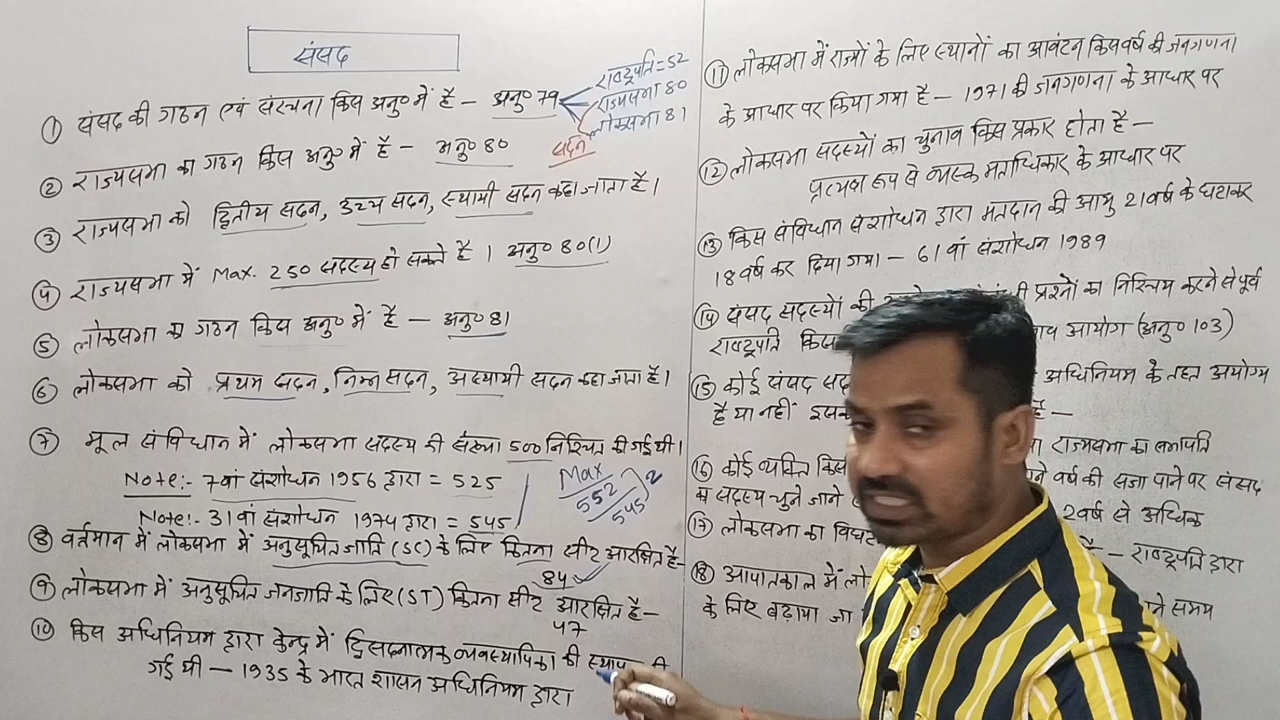 संसद
① संसद की गठन एवं संरचना किस अनु० में है – अनु० 79
राष्ट्रपति = 52
राज्यसभा 80
लोकसभा 81
सदन
② राज्यसभा का गठन किस अनु० में है – अनु० 80
③ राज्यसभा को द्वितीय सदन, उच्च सदन, स्थायी सदन कहा जाता है।
④ राज्यसभा में Max. 250 सदस्य हो सकते है । अनु० 80(1)
⑤ लोकसभा का गठन किस अनु० में है – अनु० 81
⑥ लोकसभा को प्रथम सदन, निम्न सदन, अस्थायी सदन कहा जाता है।
⑦ मूल संविधान में लोकसभा सदस्य की संख्या 500 निश्चित की गई थी।
Note:- 7वां संशोधन 1956 द्वारा = 525
Note:- 31वां संशोधन 1974 द्वारा = 545
Max
552
545
2
⑧ वर्तमान में लोकसभा में अनुसूचित जाति (SC) के लिए कितना सीट आरक्षित है–
84
⑨ लोकसभा में अनुसूचित जनजाति के लिए (ST) कितना सीट आरक्षित है–
47
⑩ किस अधिनियम द्वारा केन्द्र में द्विसदनात्मक व्यवस्थापिका की
गई थी – 1935 के भारत शासन अधिनियम द्वारा
⑪ लोकसभा में राज्यों के लिए स्थानों का आवंटन किस वर्ष की जनगणना
के आधार पर किया गया है – 1971 की जनगणना के आधार पर
⑫ लोकसभा सदस्यों का चुनाव किस प्रकार होता है –
प्रत्यक्ष रूप से व्यस्क मताधिकार के आधार पर
⑬ किस संविधान संशोधन द्वारा मतदान की आयु 21 वर्ष के घटाकर
18 वर्ष कर दिया गया – 61 वां संशोधन 1989
⑭ संसद सदस्यों की प्रश्नों का निश्चिय करने से पूर्व
राष्ट्रपति आयोग (अनु० 103)
⑮ कोई संसद अधिनियम के तहत अयोग्य
है या नहीं है –
राज्यसभा का सभापति
⑯ कोई व्यक्ति वर्ष की सजा पाने पर संसद
का सदस्य चुने जाने 2 वर्ष से अधिक
⑰ लोकसभा का है – राष्ट्रपति द्वारा
⑱ आपातकाल में
के लिए बढ़ाया जा समय